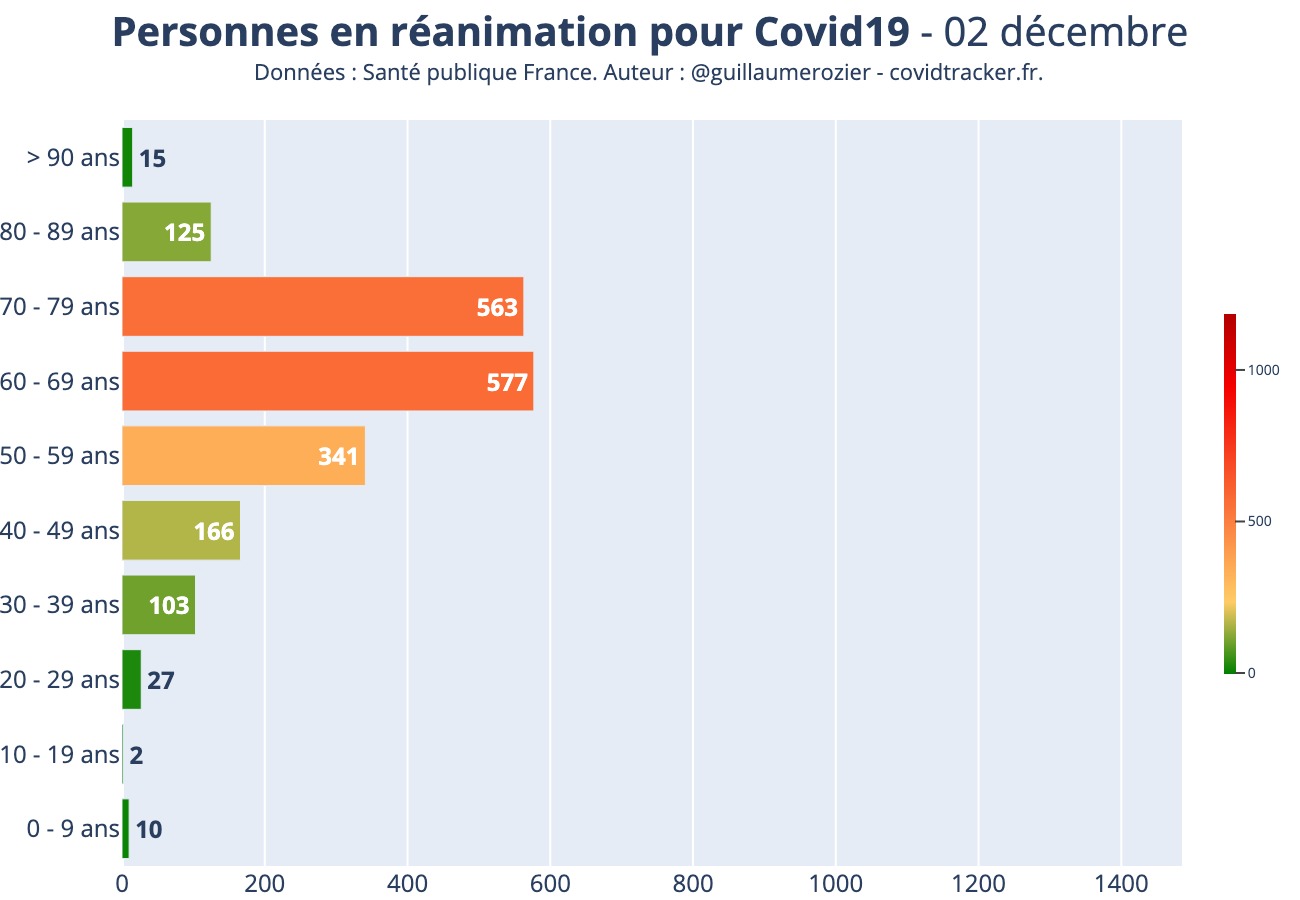 Personnes en réanimation pour Covid19 - 02 décembre
Données : Santé publique France. Auteur : @guillaumerozier - covidtracker.fr.
> 90 ans 15
80 - 89 ans 125
70 - 79 ans 563
60 - 69 ans 577
50 - 59 ans 341
40 - 49 ans 166
30 - 39 ans 103
20 - 29 ans 27
10 - 19 ans 2
0 - 9 ans 10
0 200 400 600 800 1000 1200 1400
1000
500
0